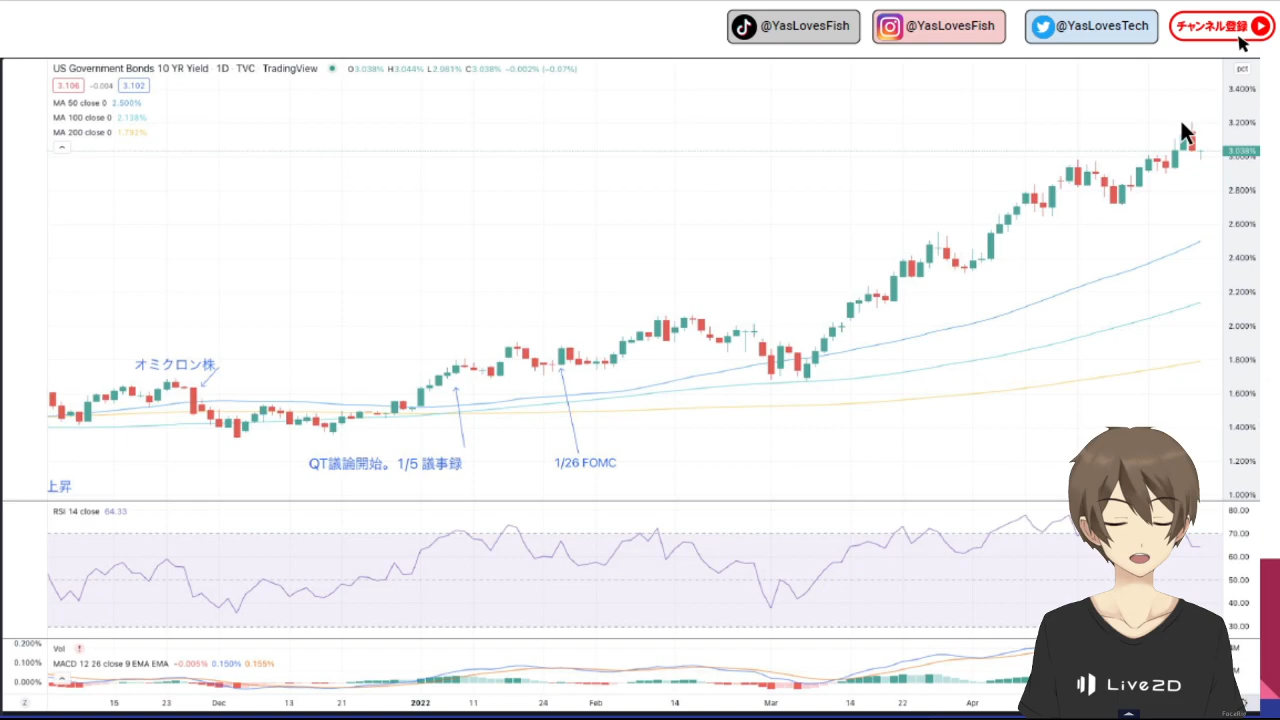 @YasLovesFish @YasLovesFish @YasLovesTech チャンネル登録
US Government Bonds 10 YR Yield · 1D · TVC · TradingView O3.038% H3.044% L2.981% C3.038% −0.002% (−0.07%)
pct
3.106 −0.004 3.102
MA 50 close 0 2.500%
MA 100 close 0 2.138%
MA 200 close 0 1.792%
3.400%
3.200%
3.038%
3.000%
2.800%
2.600%
2.400%
2.200%
2.000%
1.800%
1.600%
1.400%
1.200%
1.000%
オミクロン株
QT議論開始。1/5 議事録
1/26 FOMC
上昇
RSI 14 close 64.33
80.00
70.00
60.00
50.00
40.00
30.00
0.200%
0.100%
0.000%
Vol
MACD 12 26 close 9 EMA EMA −0.005% 0.150% 0.155%
Z 15 23 Dec 13 21 2022 11 24 Feb 14 Mar 14 22 Apr
Live2D